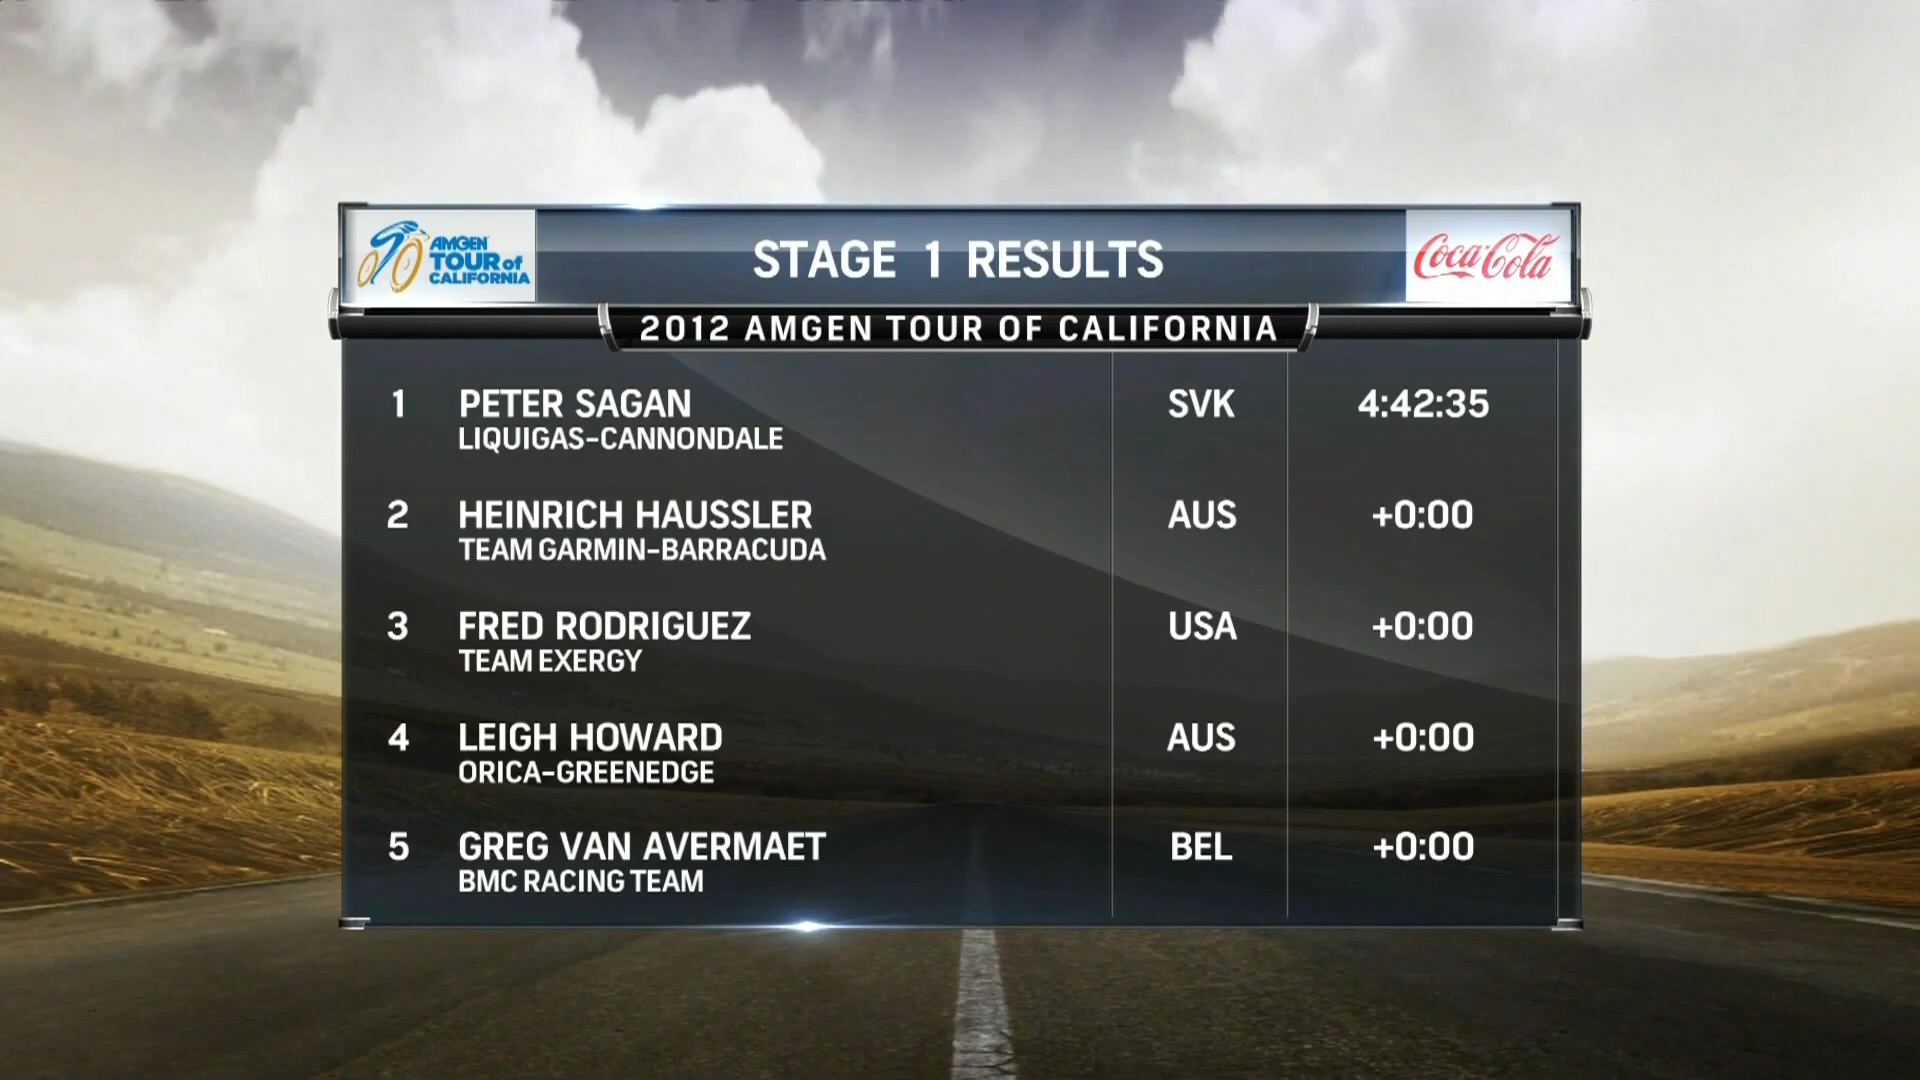 AMGEN
TOUR of
CALIFORNIA
STAGE 1 RESULTS
Coca-Cola
2012 AMGEN TOUR OF CALIFORNIA
1 PETER SAGAN SVK 4:42:35
LIQUIGAS-CANNONDALE
2 HEINRICH HAUSSLER AUS +0:00
TEAM GARMIN-BARRACUDA
3 FRED RODRIGUEZ USA +0:00
TEAM EXERGY
4 LEIGH HOWARD AUS +0:00
ORICA-GREENEDGE
5 GREG VAN AVERMAET BEL +0:00
BMC RACING TEAM